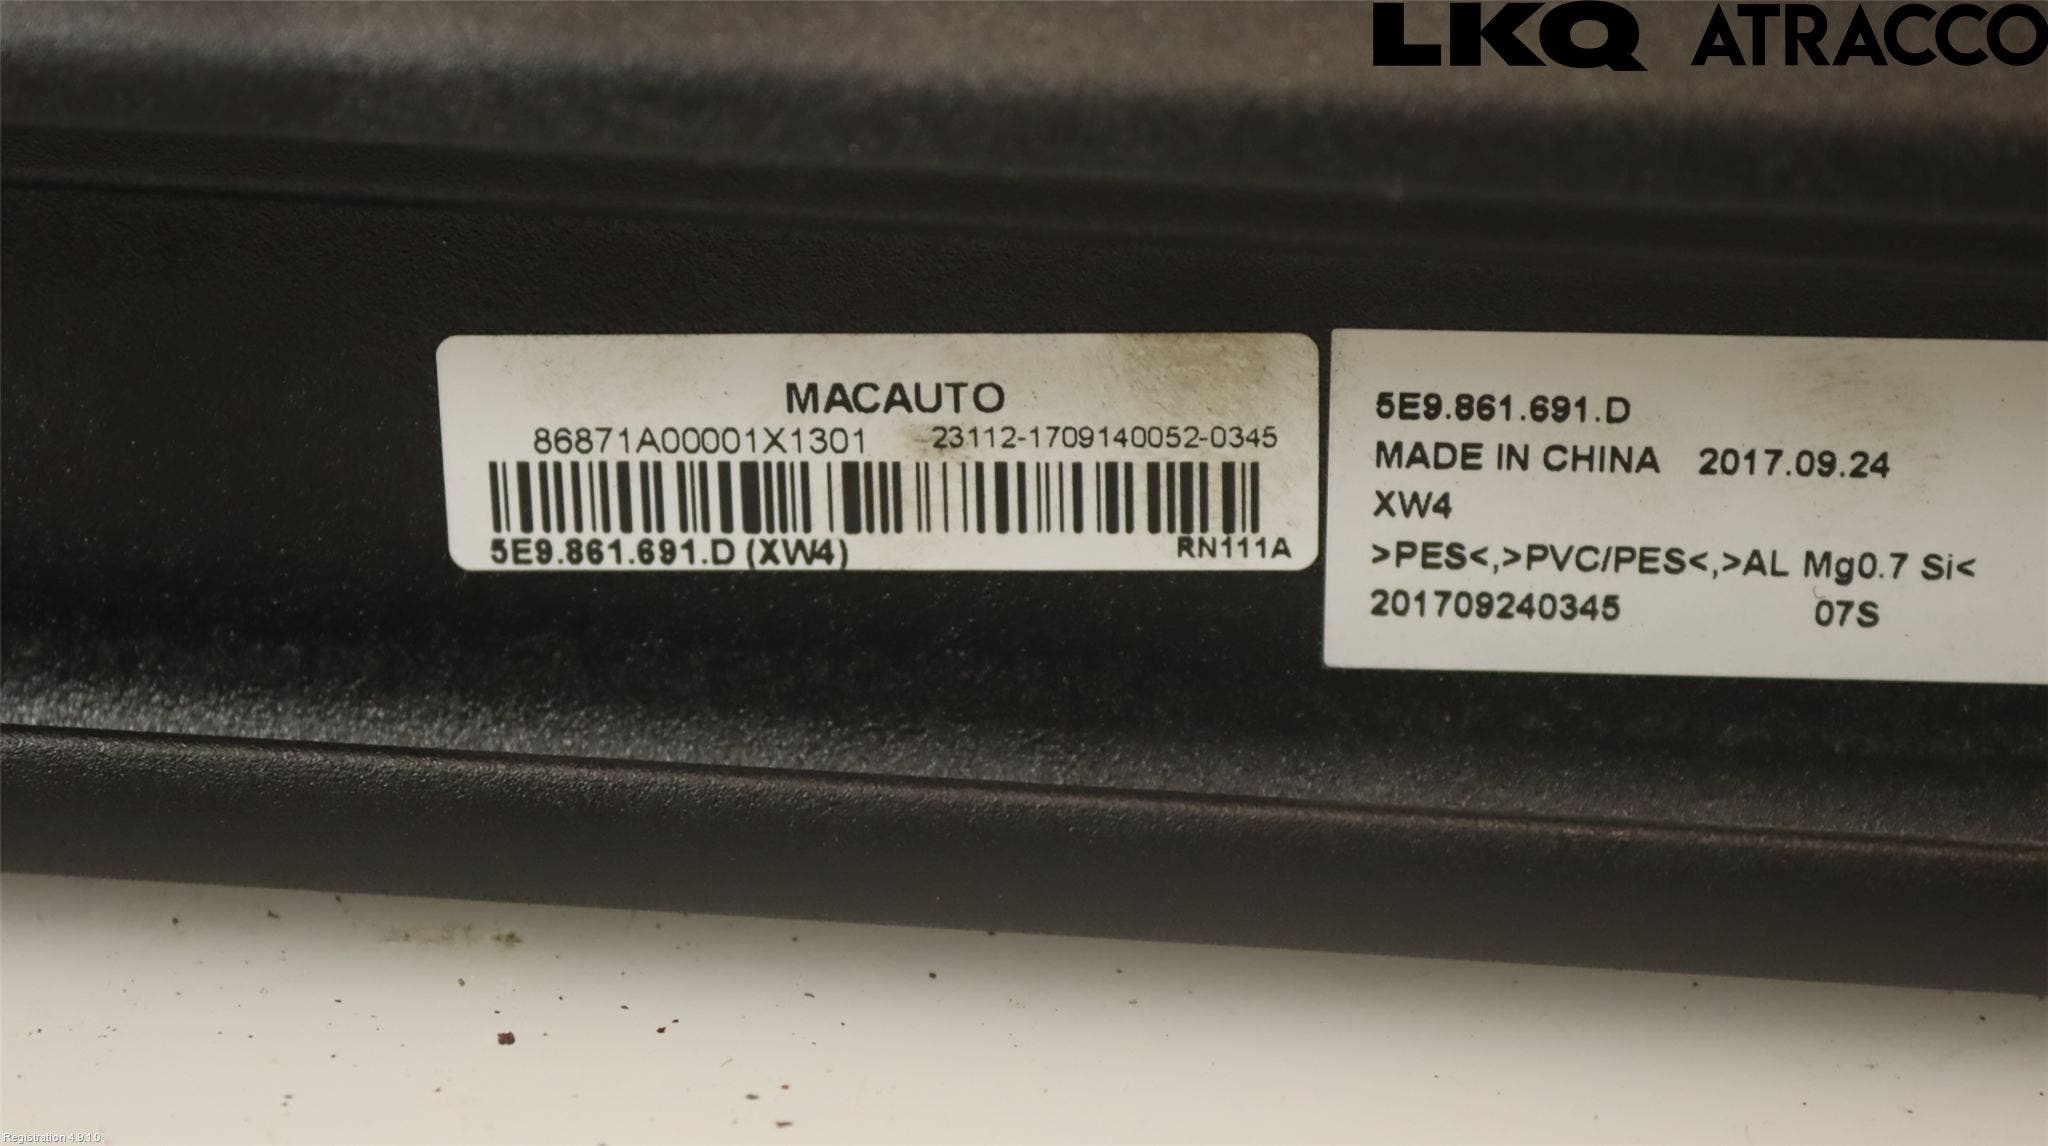 LKQ ATRACCO
MACAUTO
86871A00001X1301 23112-1709140052-0345
5E9.861.691.D (XW4) RN111A
5E9.861.691.D
MADE IN CHINA 2017.09.24
XW4
>PES<,>PVC/PES<,>AL Mg0.7 Si<
201709240345 07S
Registration 4.9.1.0